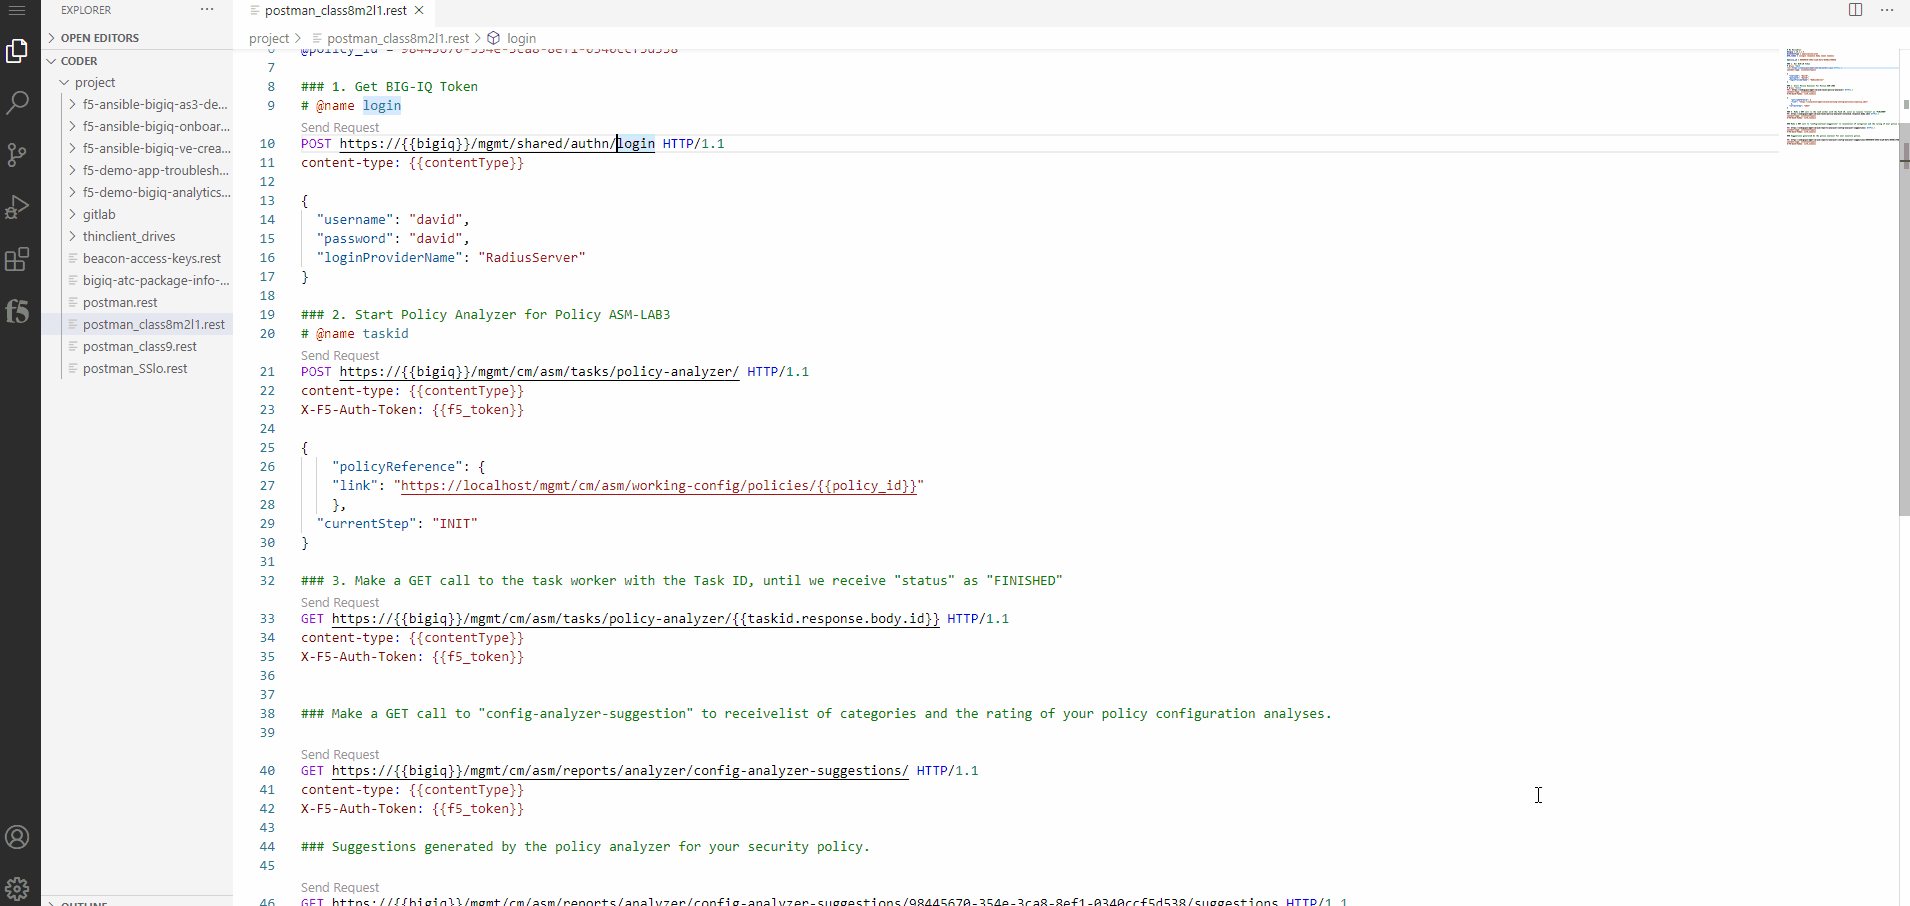 EXPLORER
···
OPEN EDITORS
CODER
project
f5-ansible-bigiq-as3-de...
f5-ansible-bigiq-onboar...
f5-ansible-bigiq-ve-crea...
f5-demo-app-troublesh...
f5-demo-bigiq-analytics...
gitlab
thinclient_drives
beacon-access-keys.rest
bigiq-atc-package-info-...
postman.rest
postman_class8m2l1.rest
postman_class9.rest
postman_SSlo.rest
OUTLINE
f5
postman_class8m2l1.rest
project > postman_class8m2l1.rest > login
6 @policy_id = 98445670-354e-3ca8-8ef1-0340ccf5d538
7
8 ### 1. Get BIG-IQ Token
9 # @name login
Send Request
10 POST https://{{bigiq}}/mgmt/shared/authn/login HTTP/1.1
11 content-type: {{contentType}}
12
13 {
14 "username": "david",
15 "password": "david",
16 "loginProviderName": "RadiusServer"
17 }
18
19 ### 2. Start Policy Analyzer for Policy ASM-LAB3
20 # @name taskid
Send Request
21 POST https://{{bigiq}}/mgmt/cm/asm/tasks/policy-analyzer/ HTTP/1.1
22 content-type: {{contentType}}
23 X-F5-Auth-Token: {{f5_token}}
24
25 {
26 "policyReference": {
27 "link": "https://localhost/mgmt/cm/asm/working-config/policies/{{policy_id}}"
28 },
29 "currentStep": "INIT"
30 }
31
32 ### 3. Make a GET call to the task worker with the Task ID, until we receive "status" as "FINISHED"
Send Request
33 GET https://{{bigiq}}/mgmt/cm/asm/tasks/policy-analyzer/{{taskid.response.body.id}} HTTP/1.1
34 content-type: {{contentType}}
35 X-F5-Auth-Token: {{f5_token}}
36
37
38 ### Make a GET call to "config-analyzer-suggestion" to receivelist of categories and the rating of your policy configuration analyses.
39
Send Request
40 GET https://{{bigiq}}/mgmt/cm/asm/reports/analyzer/config-analyzer-suggestions/ HTTP/1.1
41 content-type: {{contentType}}
42 X-F5-Auth-Token: {{f5_token}}
43
44 ### Suggestions generated by the policy analyzer for your security policy.
45
Send Request
46 GET https://{{bigiq}}/mgmt/cm/asm/reports/analyzer/config-analyzer-suggestions/98445670-354e-3ca8-8ef1-0340ccf5d538/suggestions HTTP/1.1